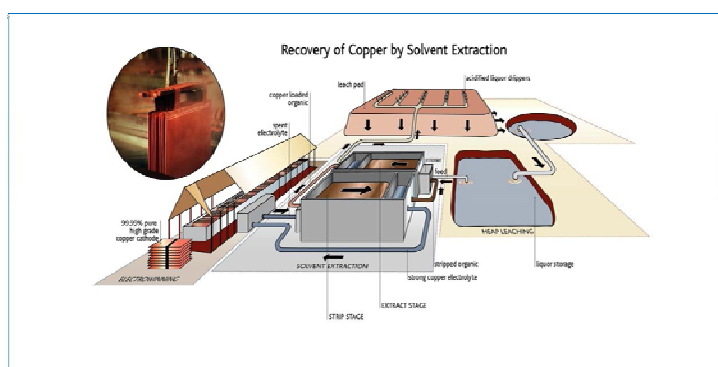 Recovery of Copper by Solvent Extraction
leach pad
acidified liquor drippers
copper loaded
organic
spent
electrolyte
feed
99.99% pure
high grade
copper cathode
HEAP LEACHING
SOLVENT EXTRACTION
stripped organic
liquor storage
strong copper electrolyte
ELECTROWINNING
EXTRACT STAGE
STRIP STAGE